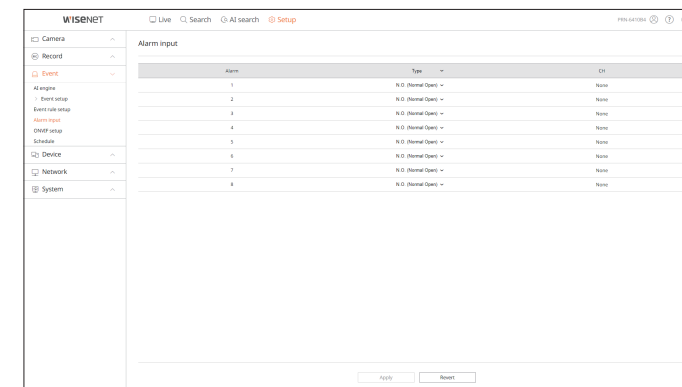 WISENET
Live Search AI search Setup
Camera
Record
Event
AI engine
Event setup
Event rule setup
Alarm input
ONVIF setup
Schedule
Device
Network
System
Alarm input
Alarm Type CH
1 N.O. (Normal Open) None
2 N.O. (Normal Open) None
3 N.O. (Normal Open) None
4 N.O. (Normal Open) None
5 N.O. (Normal Open) None
6 N.O. (Normal Open) None
7 N.O. (Normal Open) None
8 N.O. (Normal Open) None
Apply Revert